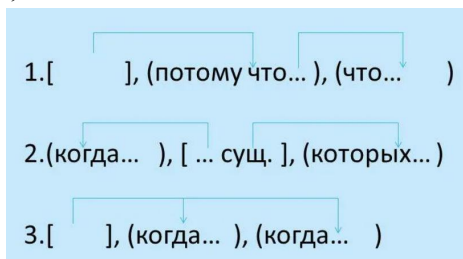 1.[ ], (потому что... ), (что... )
2.(когда... ), [ ... сущ. ], (которых... )
3.[ ], (когда... ), (когда... )